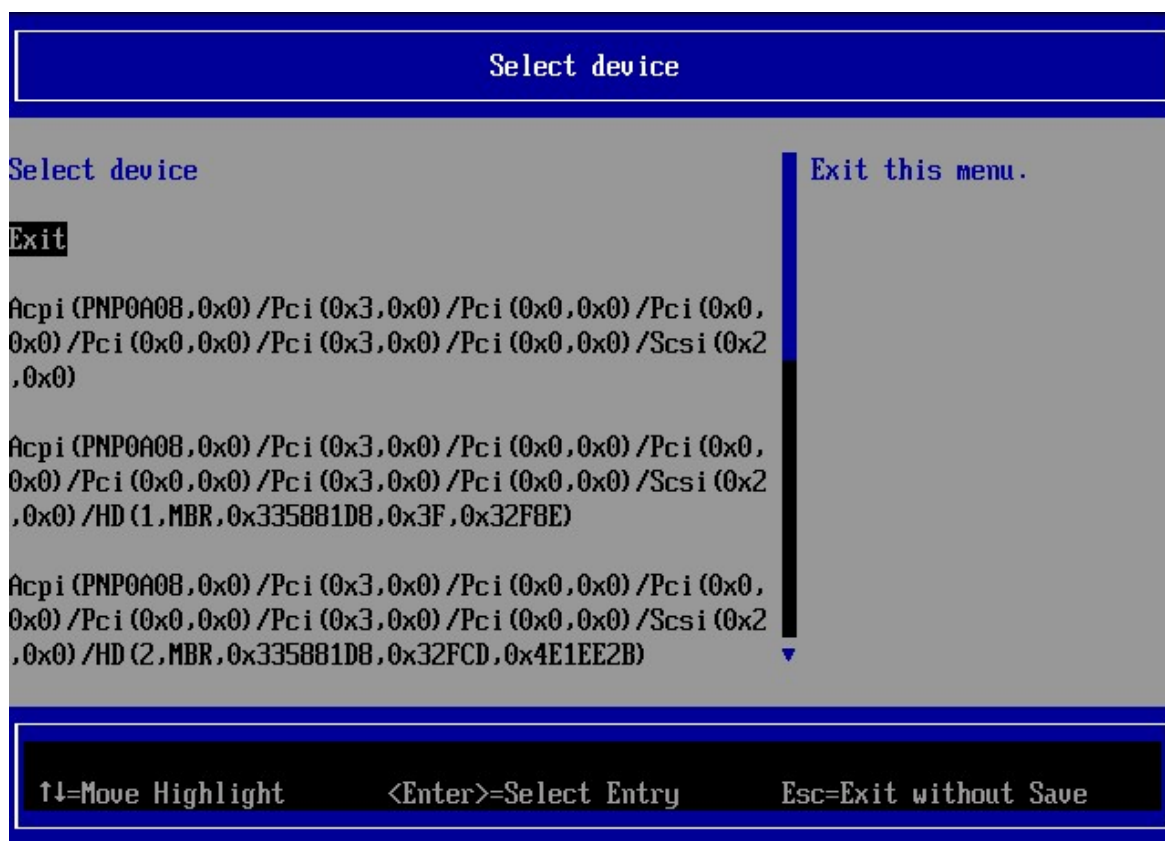 Select device
Select device
Exit this menu.
Exit
Acpi(PNP0A08,0x0)/Pci(0x3,0x0)/Pci(0x0,0x0)/Pci(0x0,
0x0)/Pci(0x0,0x0)/Pci(0x3,0x0)/Pci(0x0,0x0)/Scsi(0x2
,0x0)
Acpi(PNP0A08,0x0)/Pci(0x3,0x0)/Pci(0x0,0x0)/Pci(0x0,
0x0)/Pci(0x0,0x0)/Pci(0x3,0x0)/Pci(0x0,0x0)/Scsi(0x2
,0x0)/HD(1,MBR,0x335881D8,0x3F,0x32F8E)
Acpi(PNP0A08,0x0)/Pci(0x3,0x0)/Pci(0x0,0x0)/Pci(0x0,
0x0)/Pci(0x0,0x0)/Pci(0x3,0x0)/Pci(0x0,0x0)/Scsi(0x2
,0x0)/HD(2,MBR,0x335881D8,0x32FCD,0x4E1EE2B)
↑↓=Move Highlight <Enter>=Select Entry Esc=Exit without Save